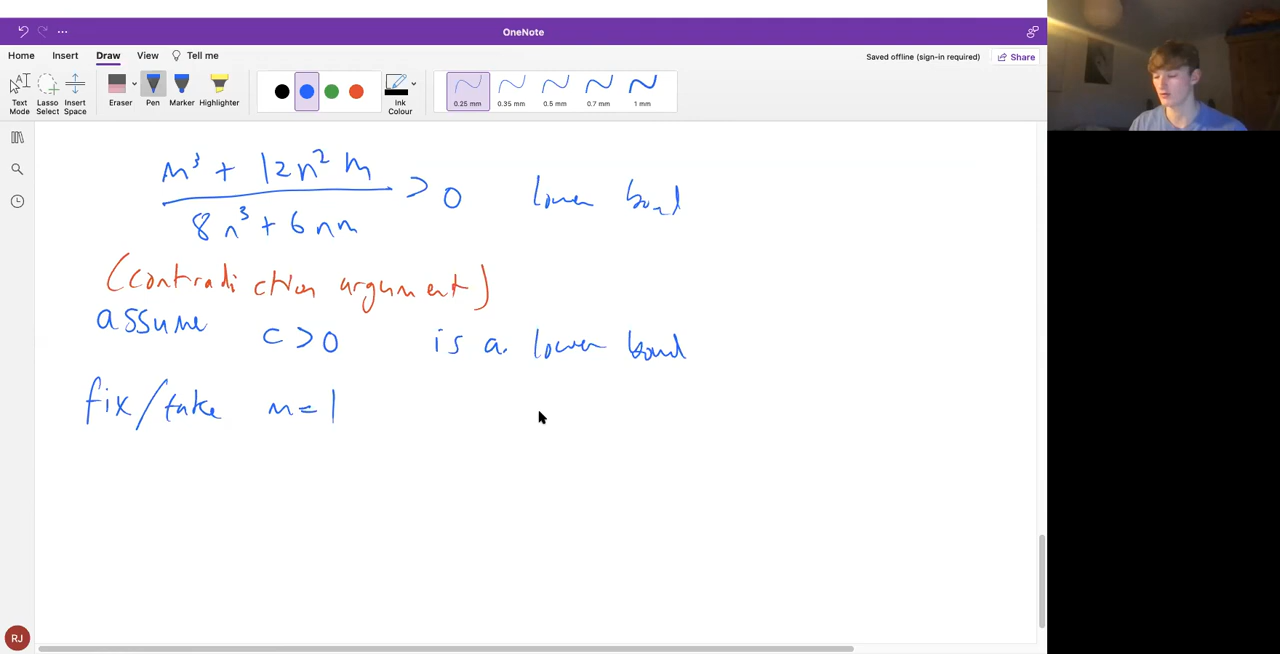 OneNote
Home Insert Draw View Tell me
Saved offline (sign-in required) Share
Text Mode
Lasso Select
Insert Space
Eraser
Pen
Marker
Highlighter
Ink Colour
0.25 mm 0.35 mm 0.5 mm 0.7 mm 1 mm
m³ + 12n²m
8n³ + 6nm
> 0 lower bond
(contradiction argument)
assume c > 0 is a lower bond
fix/take m = 1
RJ